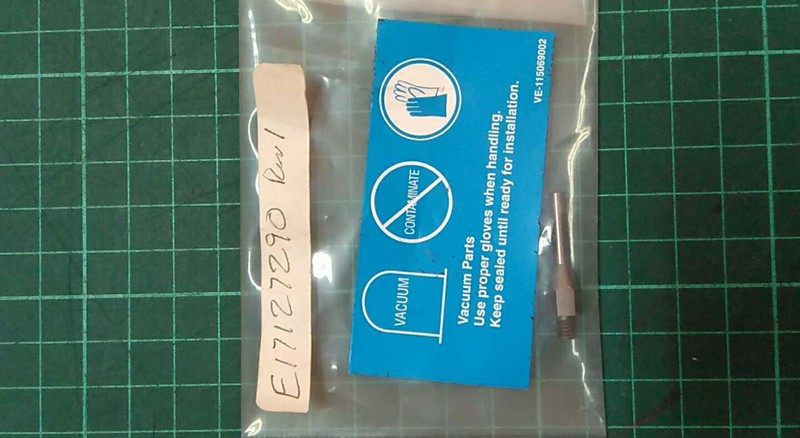 E17127290 Rev 1
VACUUM
CONTAMINATE
Vacuum Parts
Use proper gloves when handling.
Keep sealed until ready for installation.
VE-115069002